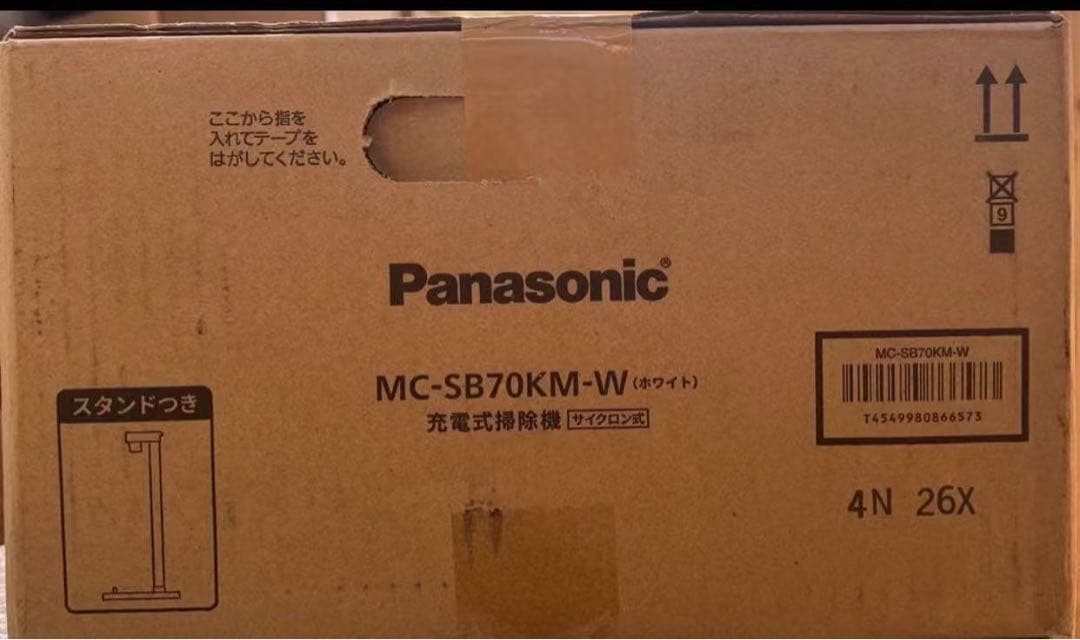 ここから指を
入れてテープを
はがしてください。
9
Panasonic®
MC-SB70KM-W(ホワイト)
充電式掃除機 サイクロン式
スタンドつき
MC-SB70KM-W
T4549980866573
4N 26X